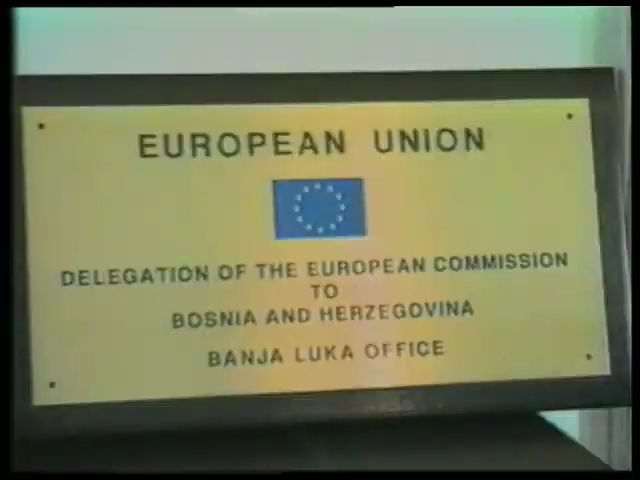 EUROPEAN UNION
DELEGATION OF THE EUROPEAN COMMISSION
TO
BOSNIA AND HERZEGOVINA
BANJA LUKA OFFICE